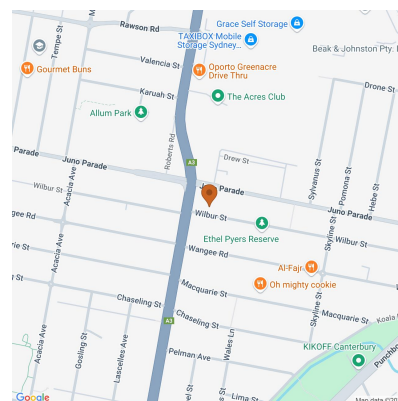 Grace Self Storage
Rawson Rd
TAXIBOX Mobile
Storage Sydney...
Tempe St
Beak & Johnston Pty.
Valencia St
Gourmet Buns
Oporto Greenacre
Drive Thru
Drone St
Karuah St
The Acres Club
Allum Park
Roberts Rd
Parade
Juno Parade
A3
Drew St
Sylvanus St
Pomona St
Hebe St
Wilbur St
Acacia Ave
Juno Parade
Juno Parade
Wilbur St
Ethel Pyers Reserve
Wilbur St
Wangee Rd
Skyline St
Al-Fajr
Oh mighty cookie
Macquarie St
Chaseling St
Skyline St
Macquarie St
A3
Chaseling St
Koala
Acacia Ave
Gosling St
Lascelles Ave
Pelman Ave
Wales Ln
KIKOFF Canterbury
Punchbo
Lima St
Google
Map data ©20